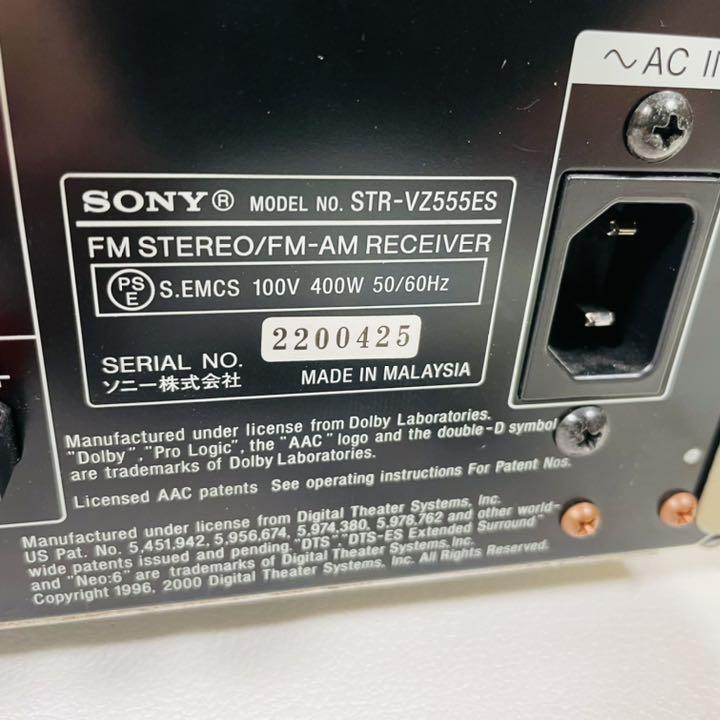 ∼ AC I
SONY® MODEL NO. STR-VZ555ES
FM STEREO/FM-AM RECEIVER
PSE S.EMCS 100V 400W 50/60Hz
SERIAL NO. 2200425
ソニー株式会社 MADE IN MALAYSIA
Manufactured under license from Dolby Laboratories.
"Dolby", "Pro Logic", the "AAC" logo and the double-D symbol
are trademarks of Dolby Laboratories.
Licensed AAC patents See operating instructions For Patent Nos.
Manufactured under license from Digital Theater Systems, Inc.
US Pat. No. 5,451,942, 5,956,674, 5,974,380, 5,978,762 and other world-
wide patents issued and pending. "DTS", "DTS-ES Extended Surround"
and "Neo:6" are trademarks of Digital Theater Systems, Inc.
Copyright 1996, 2000 Digital Theater Systems, Inc. All Rights Reserved.